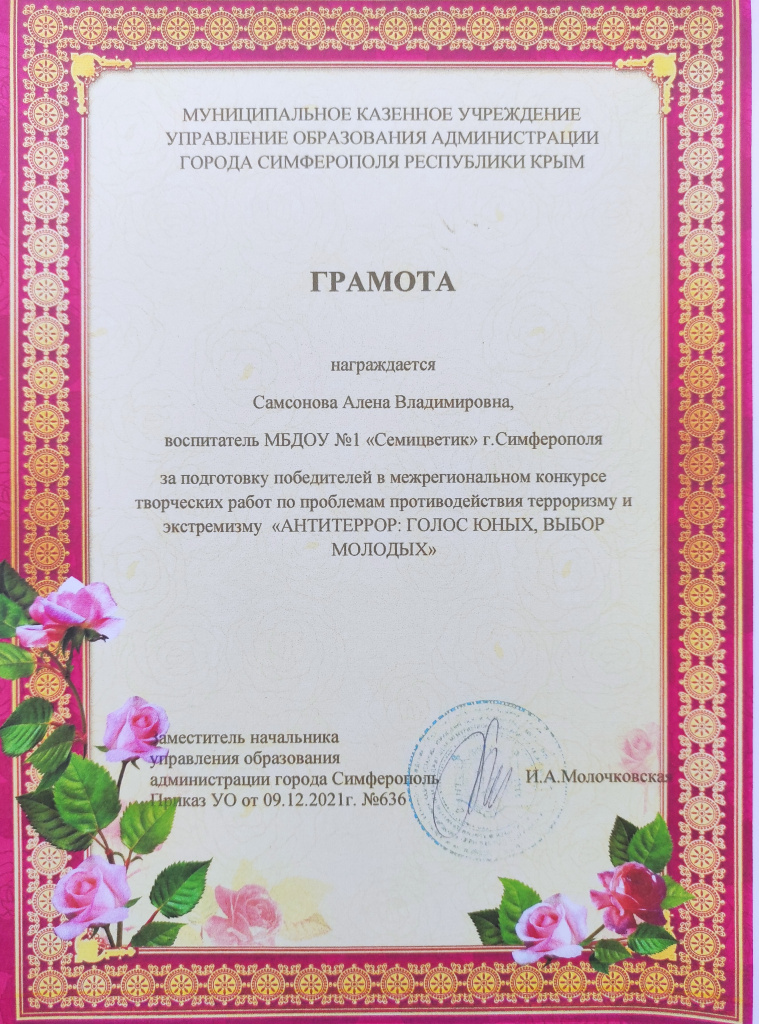 МУНИЦИПАЛЬНОЕ КАЗЕННОЕ УЧРЕЖДЕНИЕ
УПРАВЛЕНИЕ ОБРАЗОВАНИЯ АДМИНИСТРАЦИИ
ГОРОДА СИМФЕРОПОЛЯ РЕСПУБЛИКИ КРЫМ
ГРАМОТА
награждается
Самсонова Алена Владимировна,
воспитатель МБДОУ №1 «Семицветик» г.Симферополя
за подготовку победителей в межрегиональном конкурсе
творческих работ по проблемам противодействия терроризму и
экстремизму «АНТИТЕРРОР: ГОЛОС ЮНЫХ, ВЫБОР
МОЛОДЫХ»
Заместитель начальника
управления образования
администрации города Симферополь И.А.Молочковская
Приказ УО от 09.12.2021г. №636